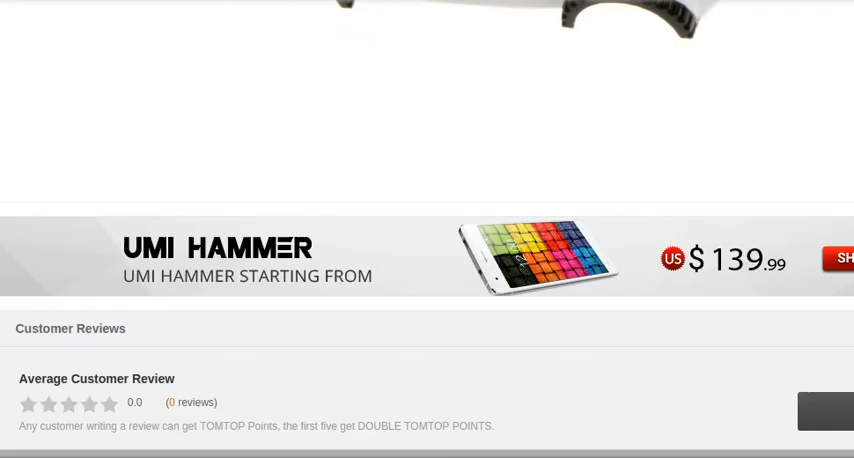 UMI HAMMER
UMI HAMMER STARTING FROM
US $ 139.99
SH
Customer Reviews
Average Customer Review
0.0 (0 reviews)
Any customer writing a review can get TOMTOP Points, the first five get DOUBLE TOMTOP POINTS.